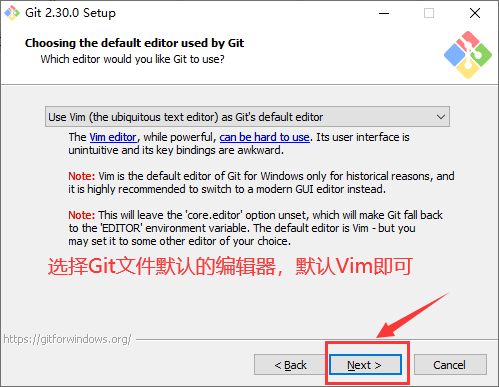 Git 2.30.0 Setup
Choosing the default editor used by Git
Which editor would you like Git to use?
Use Vim (the ubiquitous text editor) as Git's default editor
The Vim editor, while powerful, can be hard to use. Its user interface is
unintuitive and its key bindings are awkward.
Note: Vim is the default editor of Git for Windows only for historical reasons, and
it is highly recommended to switch to a modern GUI editor instead.
Note: This will leave the 'core.editor' option unset, which will make Git fall back
to the 'EDITOR' environment variable. The default editor is Vim - but you
may set it to some other editor of your choice.
选择Git文件默认的编辑器，默认Vim即可
https://gitforwindows.org/
< Back
Next >
Cancel